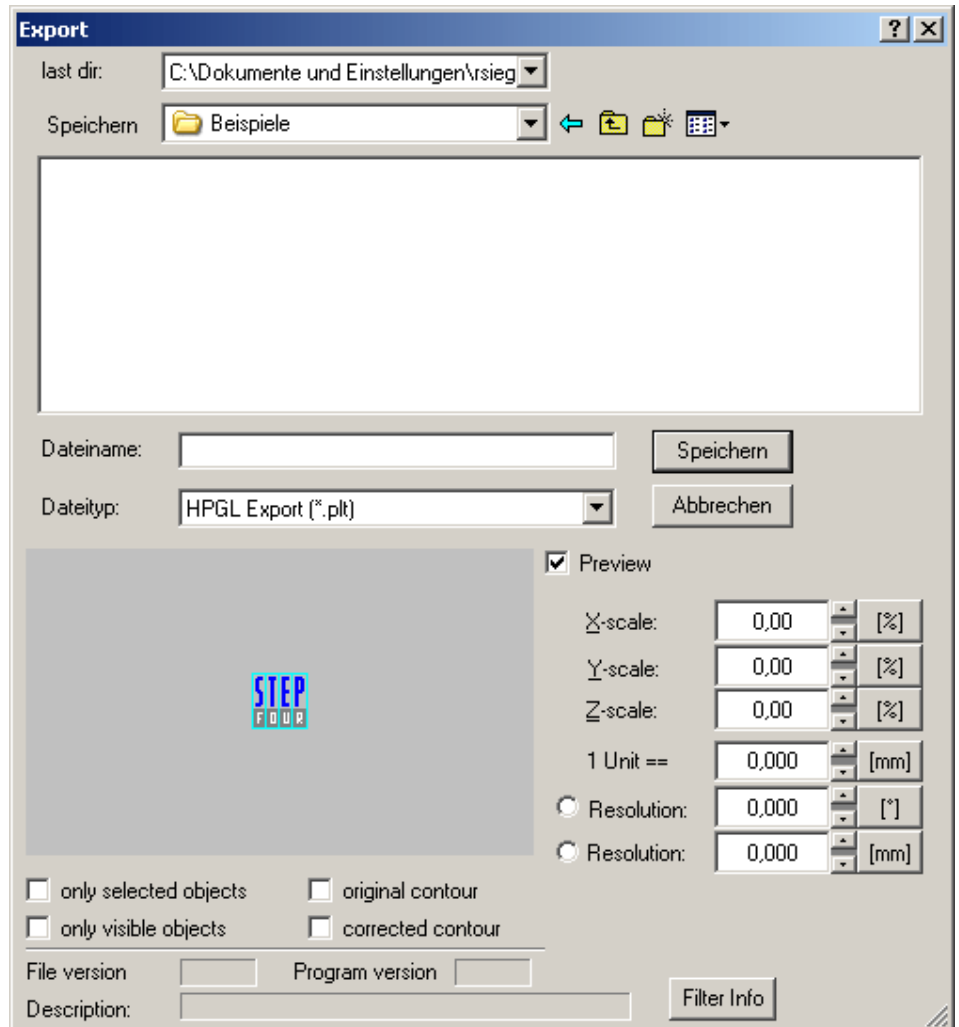 Export
last dir: C:\Dokumente und Einstellungen\rsieg
Speichern Beispiele
Dateiname: Speichern
Dateityp: HPGL Export (*.plt) Abbrechen
Preview
X-scale: 0,00 [%]
Y-scale: 0,00 [%]
STEP
FOUR
Z-scale: 0,00 [%]
1 Unit == 0,000 [mm]
Resolution: 0,000 [°]
Resolution: 0,000 [mm]
only selected objects original contour
only visible objects corrected contour
File version Program version
Description: Filter Info